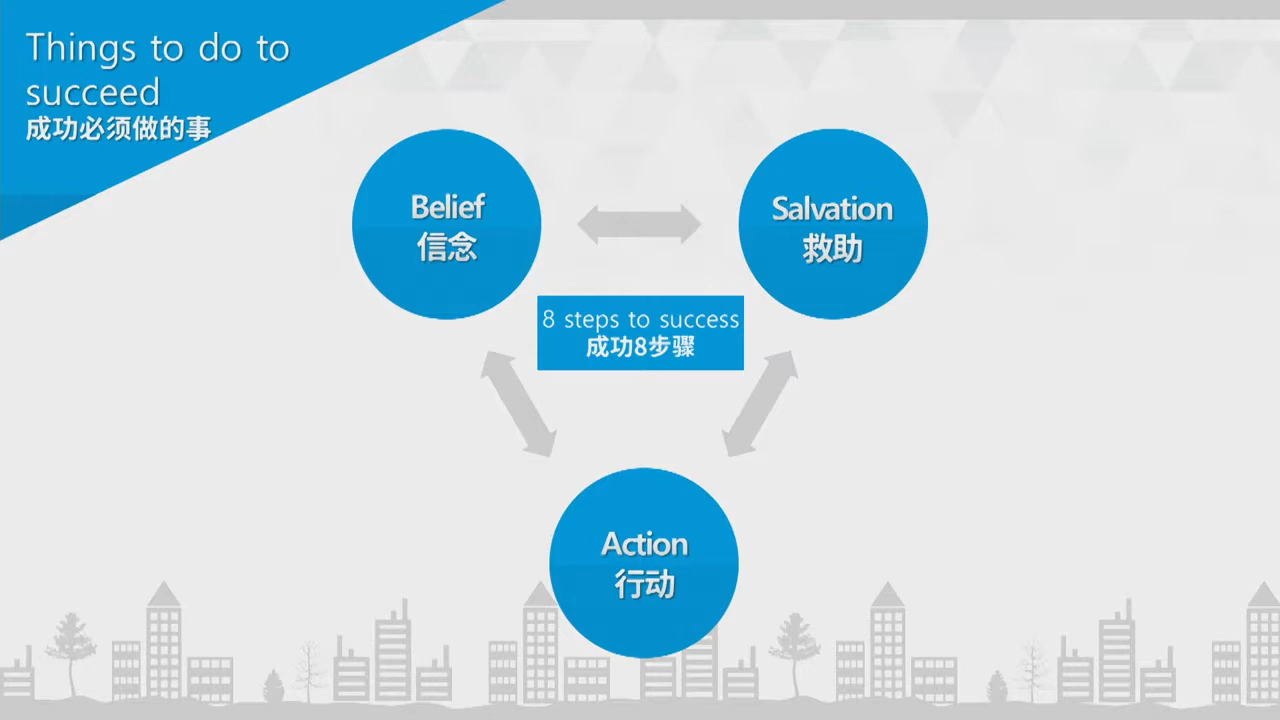 Things to do to
succeed
成功必须做的事
Belief
信念
Salvation
救助
8 steps to success
成功8步骤
Action
行动